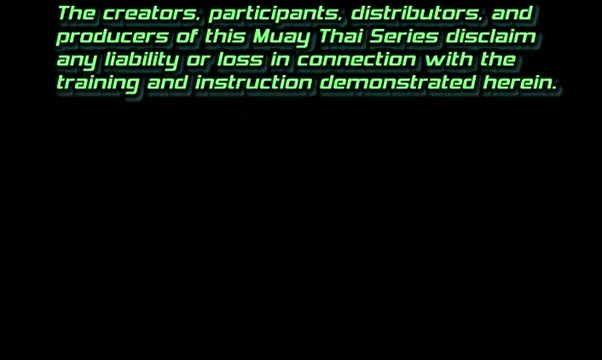 The creators, participants, distributors, and
producers of this Muay Thai Series disclaim
any liability or loss in connection with the
training and instruction demonstrated herein.